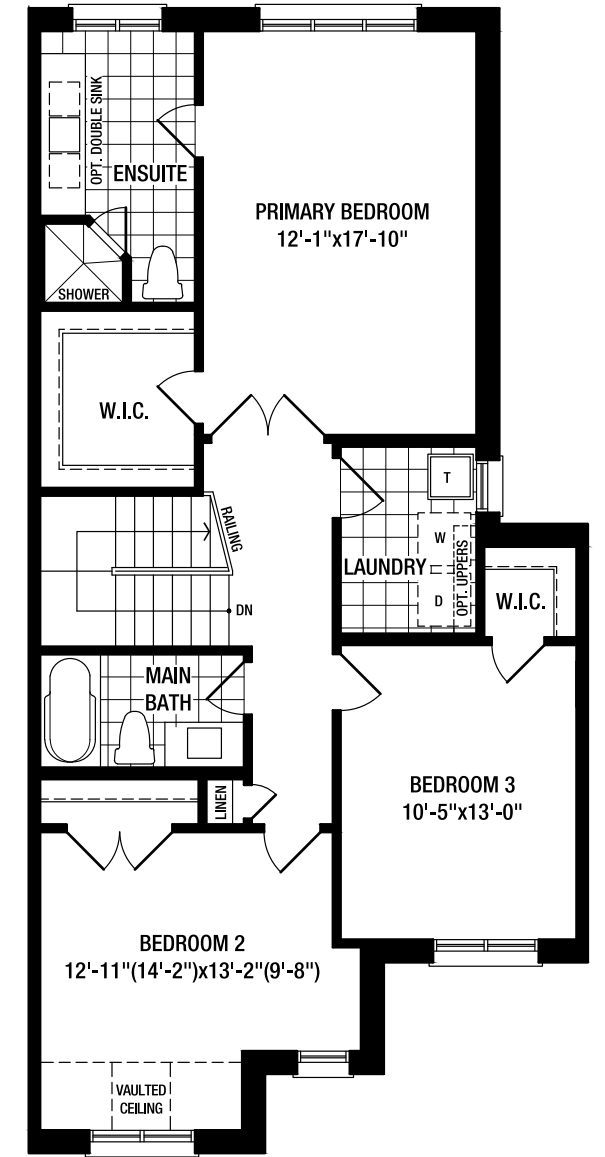 OPT. DOUBLE SINK
ENSUITE
PRIMARY BEDROOM
12'-1"x17'-10"
SHOWER
W.I.C.
T
RAILING
W
LAUNDRY
OPT. UPPERS
D
W.I.C.
DN
MAIN
BATH
LINEN
BEDROOM 3
10'-5"x13'-0"
BEDROOM 2
12'-11"(14'-2")x13'-2"(9'-8")
VAULTED
CEILING